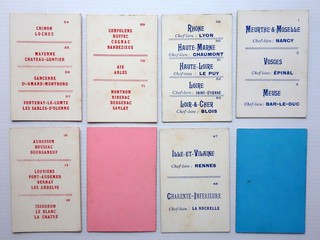 CHINON
LOCHES
MAYENNE
CHATEAU-GONTIER
SANCERRE
St-AMAND-MONTROND
FONTENAY-LE-COMTE
LES SABLES-D'OLONNE
CONFOLENS
RUFFEC
COGNAC
BARBEZIEUX
AIX
ARLES
NONTRON
RIBERAC
BERGERAC
SARLAT
RHÔNE
Chef-lieu : LYON
HAUTE-MARNE
Chef-lieu : CHAUMONT
HAUTE-LOIRE
Chef-lieu : LE PUY
LOIRE
Chef-lieu : SAINT-ÉTIENNE
LOIR-&-CHER
Chef-lieu : BLOIS
MEURTHE-&-MOSELLE
Chef-lieu : NANCY
VOSGES
Chef-lieu : ÉPINAL
MEUSE
Chef-lieu : BAR-LE-DUC
AUBUSSON
BOUSSAC
BOURGANEUF
LOUVIERS
PONT-AUDEMER
BERNAY
LES ANDELYS
ISSOUDUN
LE BLANC
LA CHATRE
ILLE-ET-VILAINE
Chef-lieu : RENNES
CHARENTE-INFÉRIEURE
Chef-lieu : LA ROCHELLE